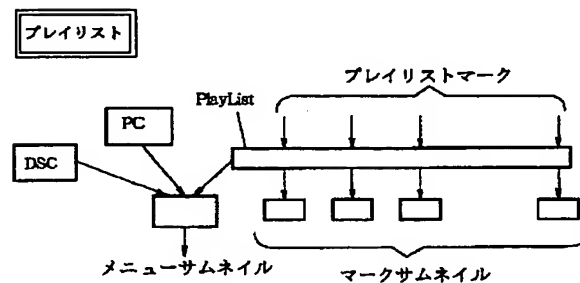 プレイリスト
プレイリストマーク
PlayList
PC
DSC
メニューサムネイル
マークサムネイル